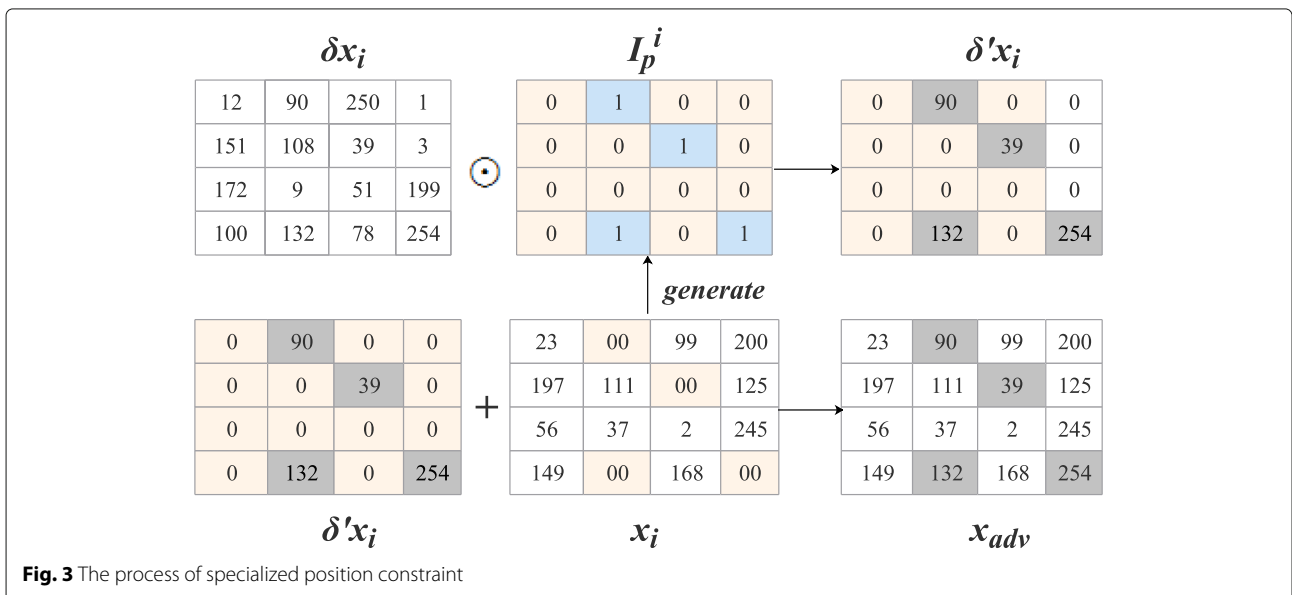 δx_i I_p^i δ'x_i
12 90 250 1 0 1 0 0 0 90 0 0
151 108 39 3 0 0 1 0 0 0 39 0
⊙
172 9 51 199 0 0 0 0 0 0 0 0
100 132 78 254 0 1 0 1 0 132 0 254
generate
0 90 0 0 23 00 99 200 23 90 99 200
0 0 39 0 197 111 00 125 197 111 39 125
+
0 0 0 0 56 37 2 245 56 37 2 245
0 132 0 254 149 00 168 00 149 132 168 254
δ'x_i x_i x_adv
Fig. 3 The process of specialized position constraint